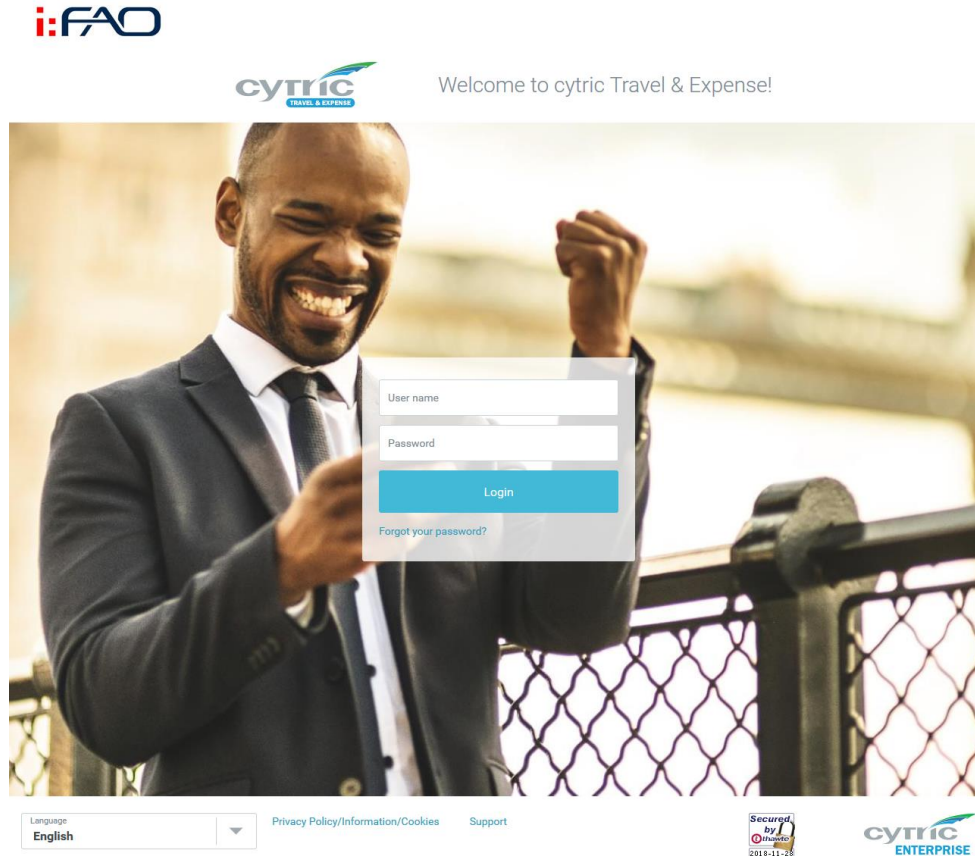 i:FAO
cytric
TRAVEL & EXPENSE
Welcome to cytric Travel & Expense!
User name
Password
Login
Forgot your password?
Language
English
Privacy Policy/Information/Cookies
Support
Secured
by
thawte
2018-11-28
cytric
ENTERPRISE